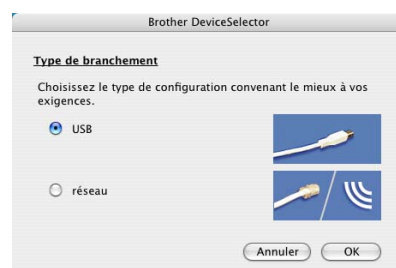 Brother DeviceSelector
Type de branchement
Choisissez le type de configuration convenant le mieux à vos
exigences.
USB
réseau
Annuler
OK